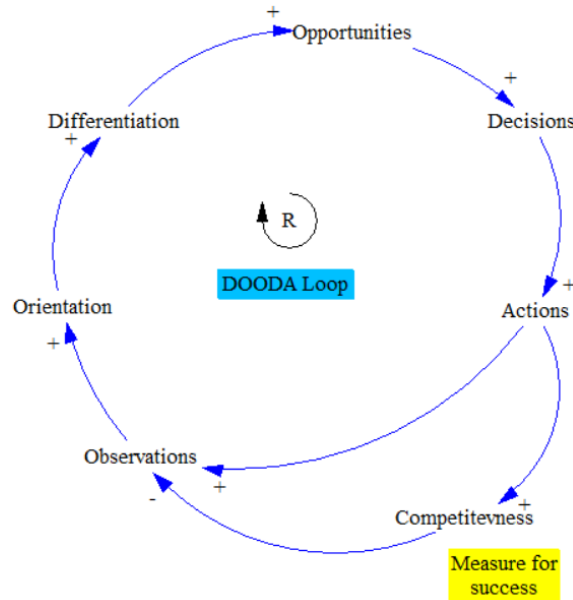 +
Opportunities
+
Differentiation
+
Decisions
+
R
DOODA Loop
Orientation
+
+
Actions
Observations
+
-
+
Competitevness
Measure for
success